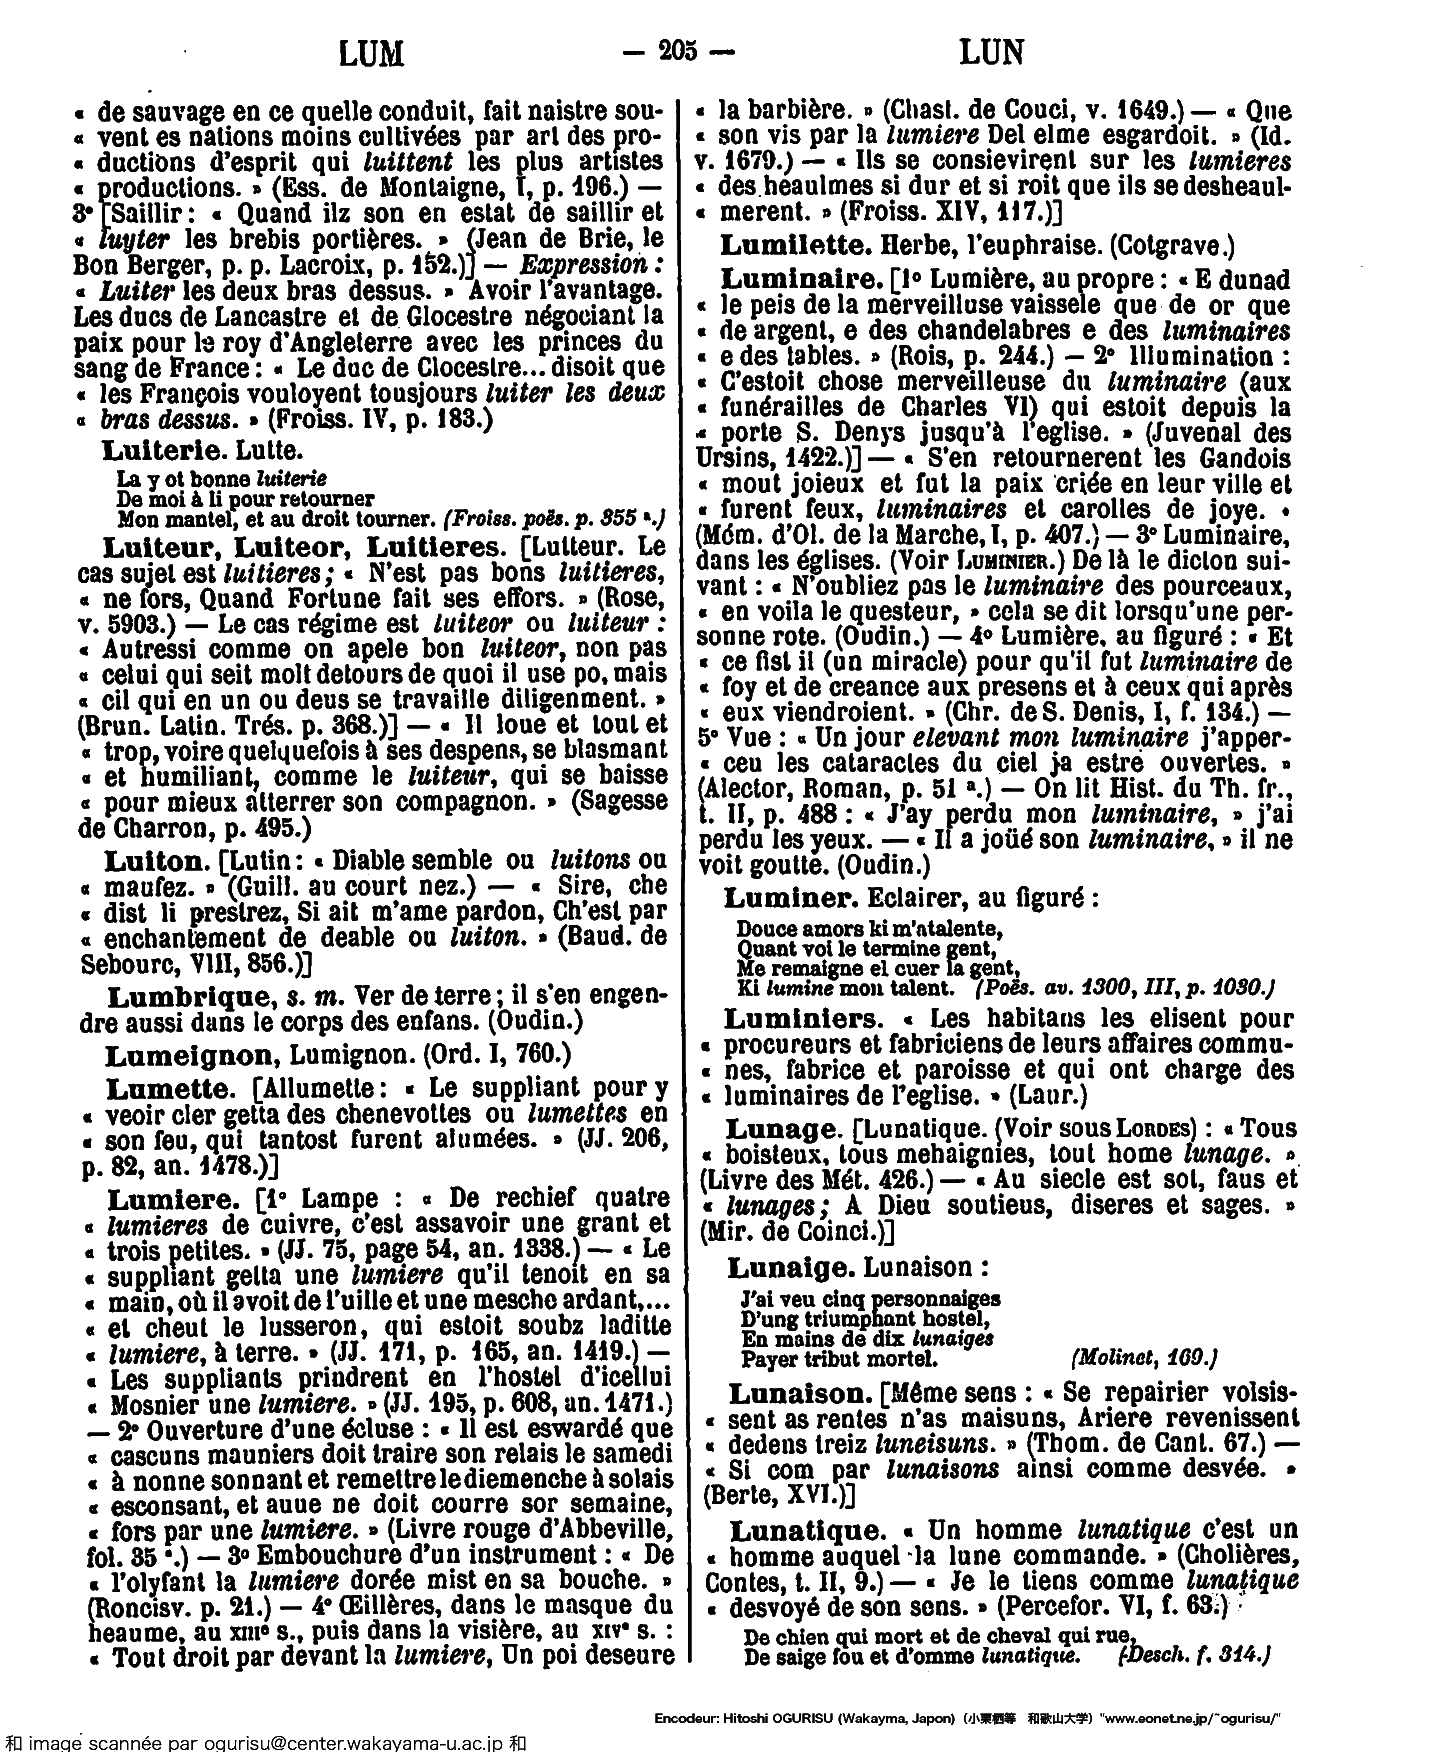 LUM — 205 — LUN
« de sauvage en ce quelle conduit, fait naistre sou-
« vent es nations moins cultivées par art des pro-
« ductions d'esprit qui luittent les plus artistes
« productions. » (Ess. de Montaigne, I, p. 196.) —
3° [Saillir : « Quand ilz son en estat de saillir et
« luyter les brebis portières. » (Jean de Brie, le
Bon Berger, p. p. Lacroix, p. 152.)] — Expression :
« Luiter les deux bras dessus. » Avoir l'avantage.
Les ducs de Lancastre et de Glocestre négociant la
paix pour le roy d'Angleterre avec les princes du
sang de France : « Le duc de Clocestre... disoit que
« les François vouloyent tousjours luiter les deux
« bras dessus. » (Froiss. IV, p. 183.)
Luiterie. Lutte.
La y ot bonne luiterie
De moi à li pour retourner
Mon mantel, et au droit tourner. (Froiss. poës. p. 355 a.)
Luiteur, Luiteor, Luitieres. [Lutteur. Le
cas sujet est luitieres ; « N'est pas bons luitieres,
« ne fors, Quand Fortune fait ses effors. » (Rose,
v. 5903.) — Le cas régime est luiteor ou luiteur :
« Autressi comme on apele bon luiteor, non pas
« celui qui seit molt detours de quoi il use po, mais
« cil qui en un ou deus se travaille diligenment. »
(Brun. Latin. Trés. p. 368.)] — « Il loue et tout et
« trop, voire quelquefois à ses despens, se blasmant
« et humiliant, comme le luiteur, qui se baisse
« pour mieux atterrer son compagnon. » (Sagesse
de Charron, p. 495.)
Luiton. [Lutin : « Diable semble ou luitons ou
« maufez. » (Guill. au court nez.) — « Sire, che
« dist li prestrez, Si ait m'ame pardon, Ch'est par
« enchantement de deable ou luiton. » (Baud. de
Sebourc, VIII, 856.)]
Lumbrique, s. m. Ver de terre ; il s'en engen-
dre aussi dans le corps des enfans. (Oudin.)
Lumeignon, Lumignon. (Ord. I, 760.)
Lumette. [Allumette : « Le suppliant pour y
« veoir cler getta des chenevottes ou lumettes en
« son feu, qui tantost furent alumées. » (JJ. 206,
p. 82, an. 1478.)]
Lumiere. [1° Lampe : « De rechief quatre
« lumieres de cuivre, c'est assavoir une grant et
« trois petites. » (JJ. 75, page 54, an. 1338.) — « Le
« suppliant getta une lumiere qu'il tenoit en sa
« main, où il avoit de l'uille et une mesche ardant,...
« et cheut le lusseron, qui estoit soubz laditte
« lumiere, à terre. » (JJ. 171, p. 165, an. 1419.) —
« Les suppliants prindrent en l'hostel d'icellui
« Mosnier une lumiere. » (JJ. 195, p. 608, an. 1471.)
— 2° Ouverture d'une écluse : « Il est eswardé que
« cascuns mauniers doit traire son relais le samedi
« à nonne sonnant et remettre le diemenche à solais
« esconsant, et auue ne doit courre sor semaine,
« fors par une lumiere. » (Livre rouge d'Abbeville,
fol. 35 a.) — 3° Embouchure d'un instrument : « De
« l'olyfant la lumiere dorée mist en sa bouche. »
(Roncisv. p. 21.) — 4° Œillères, dans le masque du
heaume, au XIIIe s., puis dans la visière, au XIVe s. :
« Tout droit par devant la lumiere, Un poi deseure
« la barbière. » (Chast. de Couci, v. 1649.) — « Que
« son vis par la lumiere Del elme esgardoit. » (Id.
v. 1679.) — « Ils se consievirent sur les lumieres
« des heaulmes si dur et si roit que ils se desheaul-
« merent. » (Froiss. XIV, 117.)]
Lumilette. Herbe, l'euphraise. (Cotgrave.)
Luminaire. [1° Lumière, au propre : « E dunad
« le peis de la merveilluse vaissele que de or que
« de argent, e des chandelabres e des luminaires
« e des tables. » (Rois, p. 244.) — 2° Illumination :
« C'estoit chose merveilleuse du luminaire (aux
« funérailles de Charles VI) qui estoit depuis la
« porte S. Denys jusqu'à l'eglise. » (Juvenal des
Ursins, 1422.)] — « S'en retournerent les Gandois
« mout joieux et fut la paix criée en leur ville et
« furent feux, luminaires et carolles de joye. »
(Mém. d'Ol. de la Marche, I, p. 407.) — 3° Luminaire,
dans les églises. (Voir LUMINIER.) De là le dicton sui-
vant : « N'oubliez pas le luminaire des pourceaux,
« en voila le questeur, » cela se dit lorsqu'une per-
sonne rote. (Oudin.) — 4° Lumière, au figuré : « Et
« ce fist il (un miracle) pour qu'il fut luminaire de
« foy et de creance aux presens et à ceux qui après
« eux viendroient. » (Chr. de S. Denis, I, f. 134.) —
5° Vue : « Un jour elevant mon luminaire j'apper-
« ceu les cataractes du ciel ja estre ouvertes. »
(Alector, Roman, p. 51 a.) — On lit Hist. du Th. fr.,
t. II, p. 488 : « J'ay perdu mon luminaire, » j'ai
perdu les yeux. — « Il a joüé son luminaire, » il ne
voit goutte. (Oudin.)
Luminer. Eclairer, au figuré :
Douce amors ki m'atalente,
Quant voi le termine gent,
Me remaigne el cuer la gent,
Ki lumine mon talent. (Poës. av. 1300, III, p. 1030.)
Luminiers. « Les habitans les elisent pour
« procureurs et fabriciens de leurs affaires commu-
« nes, fabrice et paroisse et qui ont charge des
« luminaires de l'eglise. » (Laur.)
Lunage. [Lunatique. (Voir sous LORDES) : « Tous
« boisteux, tous mehaignies, tout home lunage. »
(Livre des Mét. 426.) — « Au siecle est sot, faus et
« lunages ; A Dieu soutieus, diseres et sages. »
(Mir. de Coinci.)]
Lunaige. Lunaison :
J'ai veu cinq personnaiges
D'ung triumphant hostel,
En mains de dix lunaiges
Payer tribut mortel. (Molinet, 169.)
Lunaison. [Même sens : « Se repairier volsis-
« sent as rentes n'as maisuns, Ariere revenissent
« dedens treiz luneisuns. » (Thom. de Cant. 67.) —
« Si com par lunaisons ainsi comme desvée. »
(Berte, XVI.)]
Lunatique. « Un homme lunatique c'est un
« homme auquel la lune commande. » (Cholières,
Contes, t. II, 9.) — « Je le tiens comme lunatique
« desvoyé de son sens. » (Percefor. VI, f. 63.)
De chien qui mort et de cheval qui rue,
De saige fou et d'omme lunatique. (Desch. f. 314.)
Encodeur: Hitoshi OGURISU (Wakayma, Japon) (小栗栖等 和歌山大学) "www.eonet.ne.jp/~ogurisu/"
和 image scannée par ogurisu@center.wakayama-u.ac.jp 和